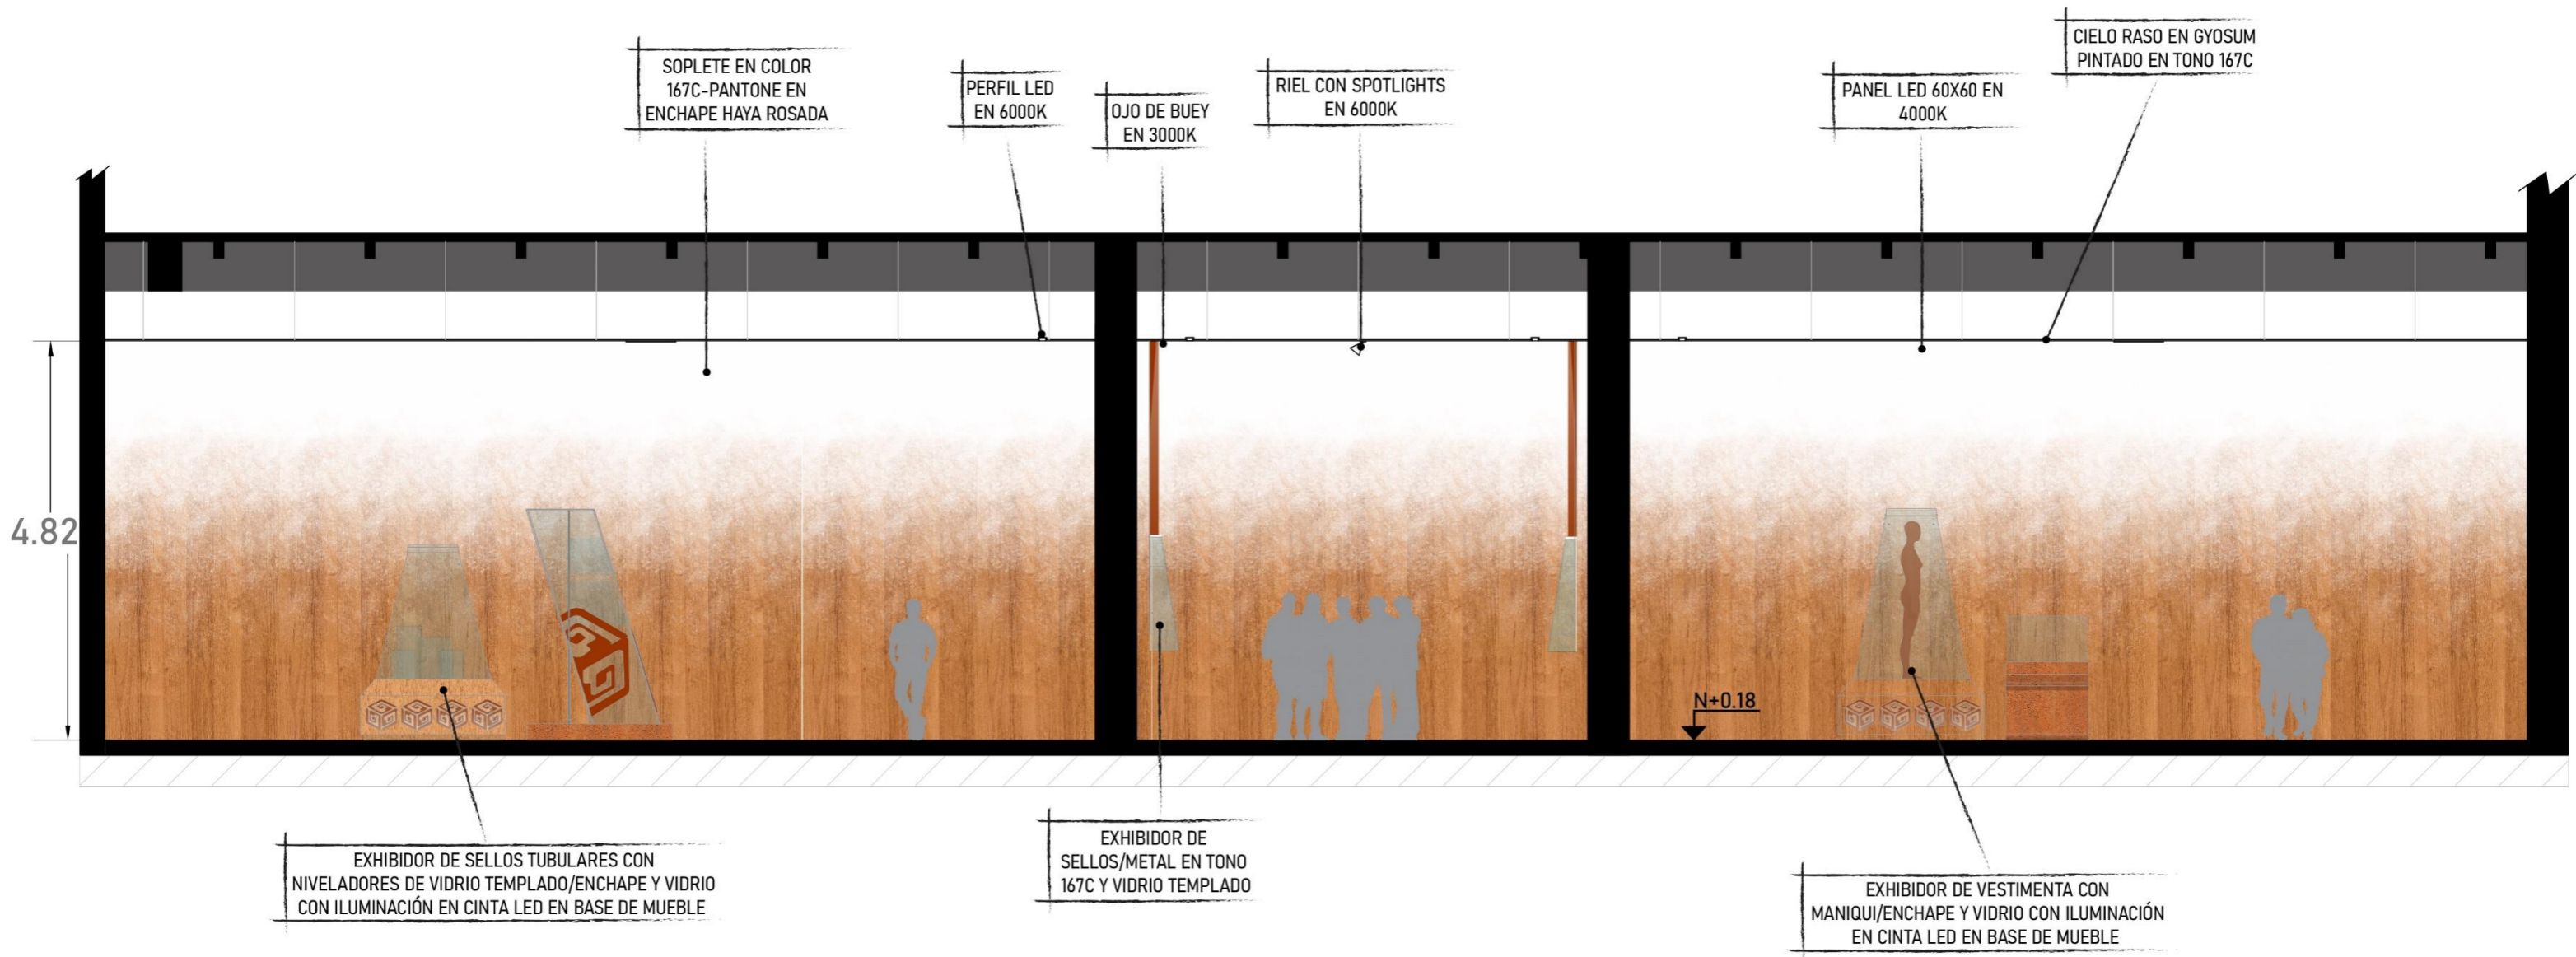 CIELO RASO EN GYOSUM
PINTADO EN TONO 167C
SOPLETE EN COLOR
167C-PANTONE EN
ENCHAPE HAYA ROSADA
PERFIL LED
EN 6000K
OJO DE BUEY
EN 3000K
RIEL CON SPOTLIGHTS
EN 6000K
PANEL LED 60X60 EN
4000K
4.82
N+0.18
EXHIBIDOR DE SELLOS TUBULARES CON
NIVELADORES DE VIDRIO TEMPLADO/ENCHAPE Y VIDRIO
CON ILUMINACIÓN EN CINTA LED EN BASE DE MUEBLE
EXHIBIDOR DE
SELLOS/METAL EN TONO
167C Y VIDRIO TEMPLADO
EXHIBIDOR DE VESTIMENTA CON
MANIQUI/ENCHAPE Y VIDRIO CON ILUMINACIÓN
EN CINTA LED EN BASE DE MUEBLE